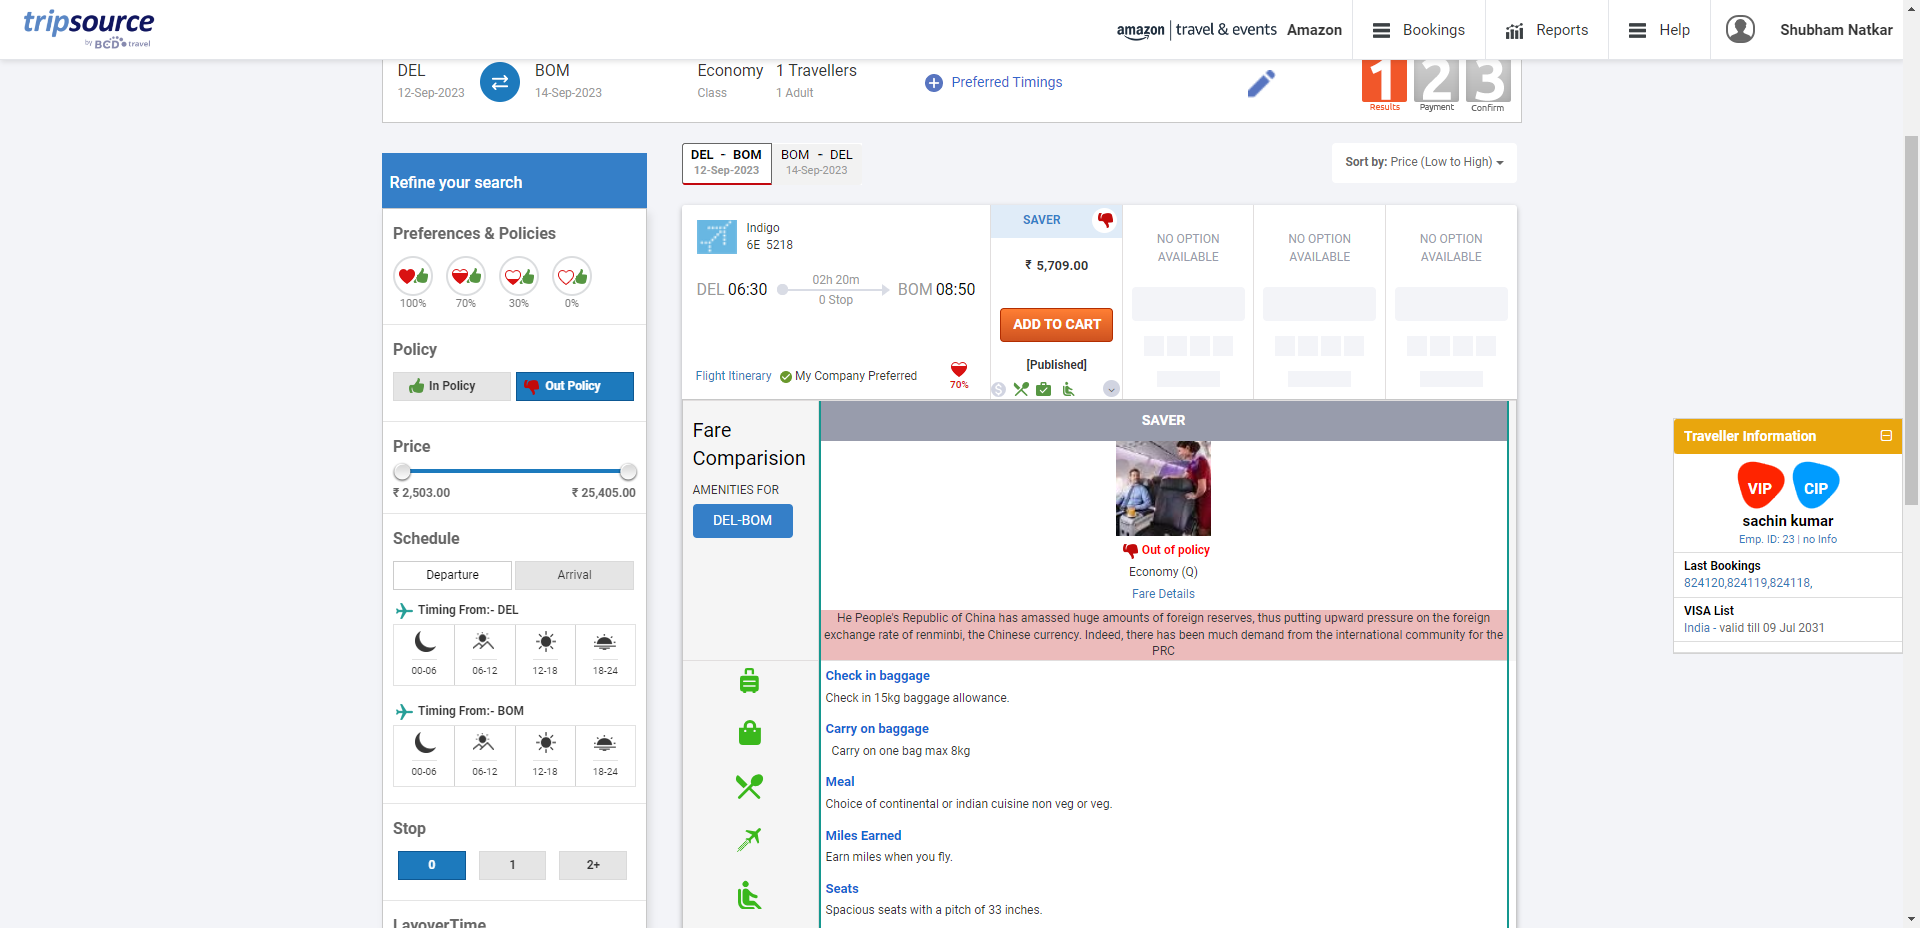 tripsource
by BCD travel
amazon | travel & events Amazon
Bookings
Reports
Help
Shubham Natkar
DEL
12-Sep-2023
BOM
14-Sep-2023
Economy
Class
1 Travellers
1 Adult
Preferred Timings
1 2 3
Results Payment Confirm
Refine your search
Preferences & Policies
100% 70% 30% 0%
Policy
In Policy
Out Policy
Price
₹ 2,503.00 ₹ 25,405.00
Schedule
Departure Arrival
Timing From:- DEL
00-06 06-12 12-18 18-24
Timing From:- BOM
00-06 06-12 12-18 18-24
Stop
0 1 2+
LayoverTime
DEL - BOM
12-Sep-2023
BOM - DEL
14-Sep-2023
Sort by: Price (Low to High)
Indigo
6E 5218
DEL 06:30
02h 20m
0 Stop
BOM 08:50
Flight Itinerary
My Company Preferred
70%
SAVER
₹ 5,709.00
ADD TO CART
[Published]
NO OPTION
AVAILABLE
NO OPTION
AVAILABLE
NO OPTION
AVAILABLE
Fare
Comparision
AMENITIES FOR
DEL-BOM
SAVER
Out of policy
Economy (Q)
Fare Details
He People's Republic of China has amassed huge amounts of foreign reserves, thus putting upward pressure on the foreign
exchange rate of renminbi, the Chinese currency. Indeed, there has been much demand from the international community for the
PRC
Check in baggage
Check in 15kg baggage allowance.
Carry on baggage
Carry on one bag max 8kg
Meal
Choice of continental or indian cuisine non veg or veg.
Miles Earned
Earn miles when you fly.
Seats
Spacious seats with a pitch of 33 inches.
Traveller Information
VIP CIP
sachin kumar
Emp. ID: 23 | no Info
Last Bookings
824120,824119,824118,
VISA List
India - valid till 09 Jul 2031